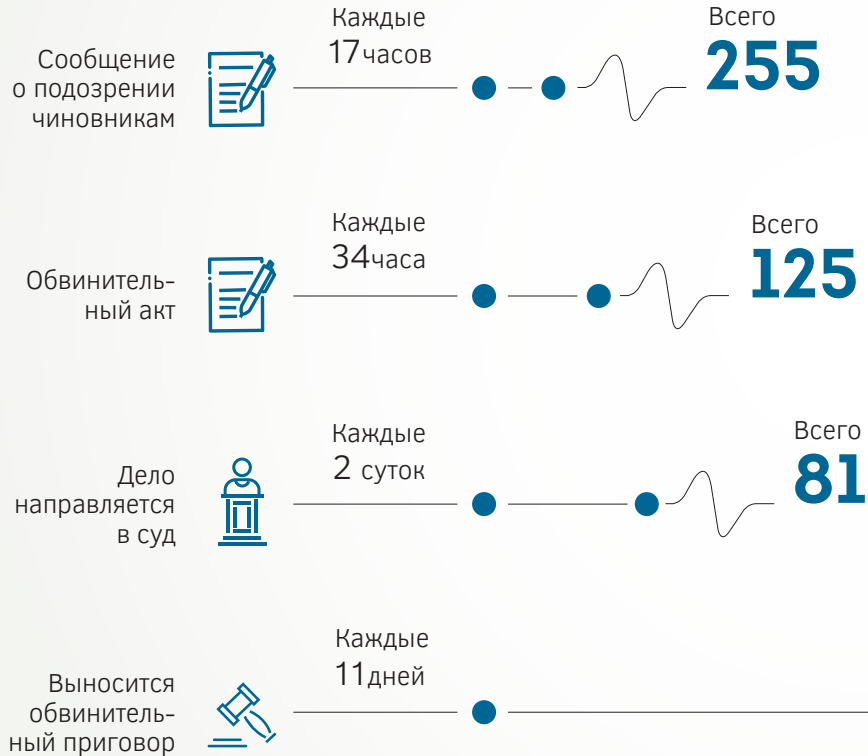 Сообщение
о подозрении
чиновникам
Каждые
17часов
Всего
255
Обвинитель-
ный акт
Каждые
34часа
Всего
125
Дело
направляется
в суд
Каждые
2 суток
Всего
81
Выносится
обвинитель-
ный приговор
Каждые
11дней